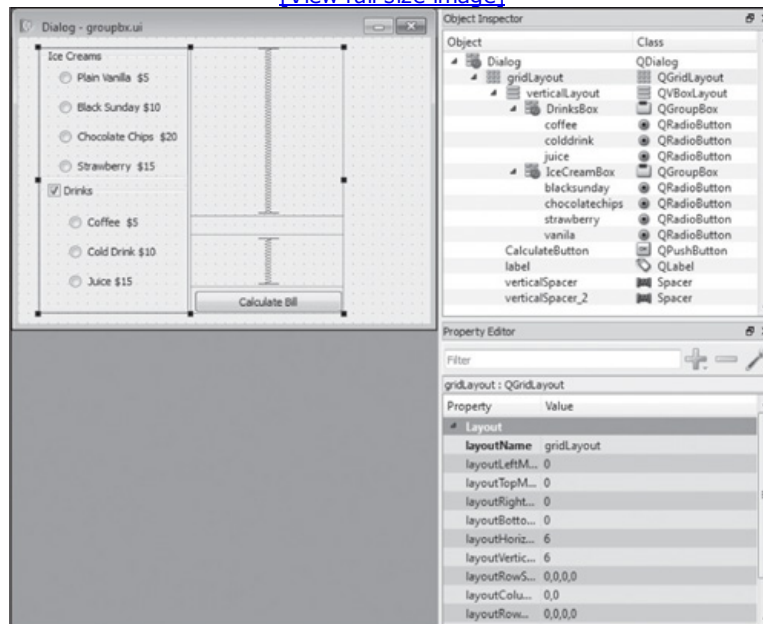 [View full size image]
Dialog - groupbx.ui
Ice Creams
Plain Vanilla $5
Black Sunday $10
Chocolate Chips $20
Strawberry $15
Drinks
Coffee $5
Cold Drink $10
Juice $15
Calculate Bill
Object Inspector
Object Class
Dialog QDialog
gridLayout QGridLayout
verticalLayout QVBoxLayout
DrinksBox QGroupBox
coffee QRadioButton
colddrink QRadioButton
juice QRadioButton
IceCreamBox QGroupBox
blacksunday QRadioButton
chocolatechips QRadioButton
strawberry QRadioButton
vanila QRadioButton
CalculateButton QPushButton
label QLabel
verticalSpacer Spacer
verticalSpacer_2 Spacer
Property Editor
Filter
gridLayout : QGridLayout
Property Value
Layout
layoutName gridLayout
layoutLeftM... 0
layoutTopM... 0
layoutRight... 0
layoutBotto... 0
layoutHoriz... 6
layoutVertic... 6
layoutRowS... 0,0,0,0
layoutColu... 0,0
layoutRow... 0,0,0,0